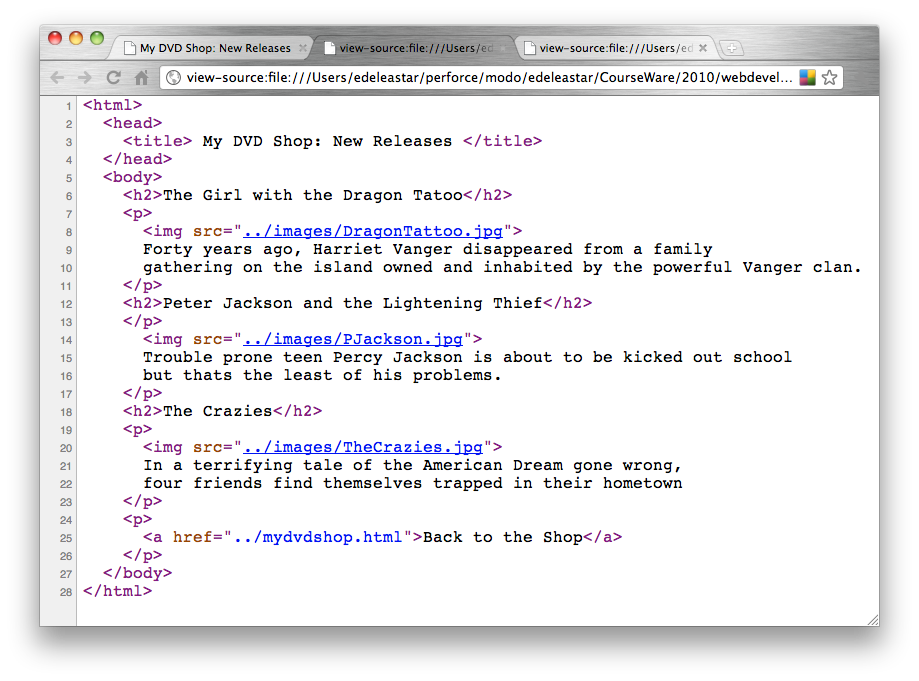 My DVD Shop: New Releases
view-source:file:///Users/ed
view-source:file:///Users/ed
view-source:file:///Users/edeleastar/perforce/modo/edeleastar/CourseWare/2010/webdevel...
1 <html>
2 <head>
3 <title> My DVD Shop: New Releases </title>
4 </head>
5 <body>
6 <h2>The Girl with the Dragon Tatoo</h2>
7 <p>
8 <img src="../images/DragonTattoo.jpg">
9 Forty years ago, Harriet Vanger disappeared from a family
10 gathering on the island owned and inhabited by the powerful Vanger clan.
11 </p>
12 <h2>Peter Jackson and the Lightening Thief</h2>
13 </p>
14 <img src="../images/PJackson.jpg">
15 Trouble prone teen Percy Jackson is about to be kicked out school
16 but thats the least of his problems.
17 </p>
18 <h2>The Crazies</h2>
19 <p>
20 <img src="../images/TheCrazies.jpg">
21 In a terrifying tale of the American Dream gone wrong,
22 four friends find themselves trapped in their hometown
23 </p>
24 <p>
25 <a href="../mydvdshop.html">Back to the Shop</a>
26 </p>
27 </body>
28 </html>